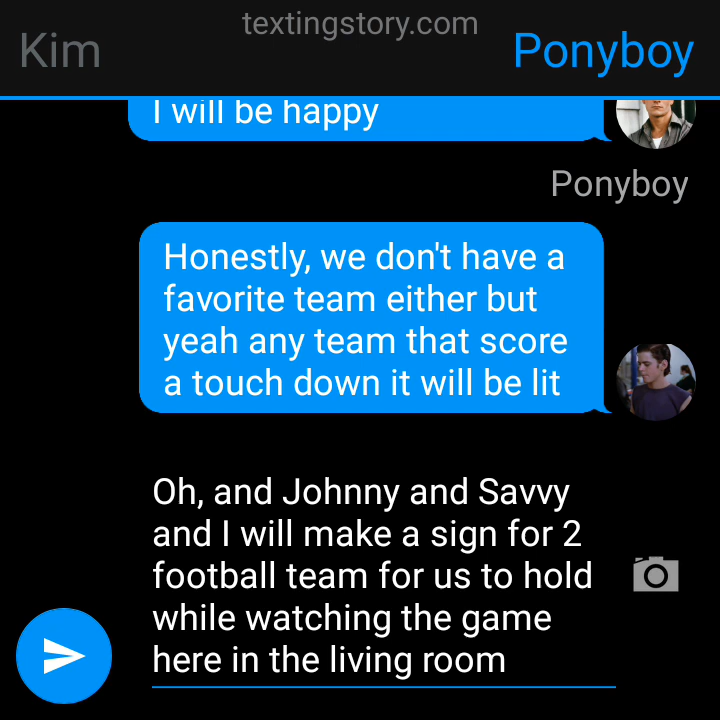 textingstory.com
Kim
Ponyboy
I will be happy
Ponyboy
Honestly, we don't have a
favorite team either but
yeah any team that score
a touch down it will be lit
Oh, and Johnny and Savvy
and I will make a sign for 2
football team for us to hold
while watching the game
here in the living room